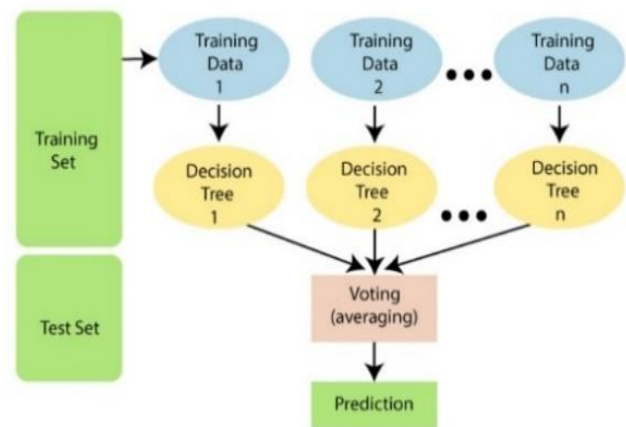 Training
Set
Test Set
Training
Data
1
Training
Data
2
Training
Data
n
Decision
Tree
1
Decision
Tree
2
Decision
Tree
n
Voting
(averaging)
Prediction